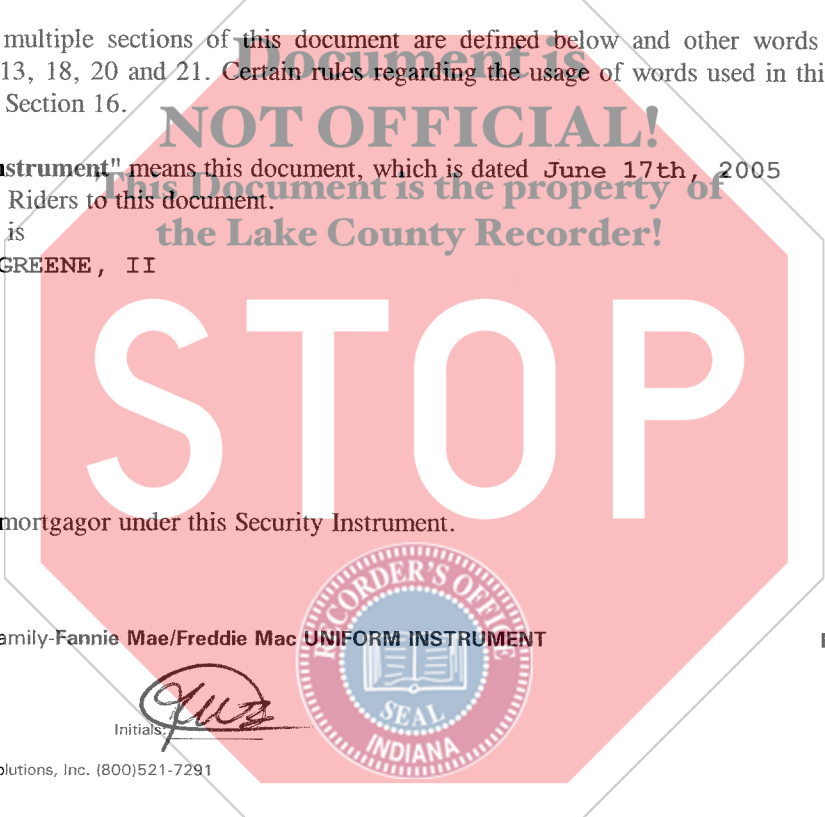 multiple sections of this document are defined below and other words
Document is
13, 18, 20 and 21. Certain rules regarding the usage of words used in thi
Section 16.
NOT OFFICIAL!
nstrument" means this document, which is dated June 17th, 2005
This Document is the property of
Riders to this document.
is
the Lake County Recorder!
GREENE, II
STOP
mortgagor under this Security Instrument.
RECORDER'S OFFICE
amily-Fannie Mae/Freddie Mac UNIFORM INSTRUMENT
SEAL
INDIANA
Initials:
olutions, Inc. (800)521-7291